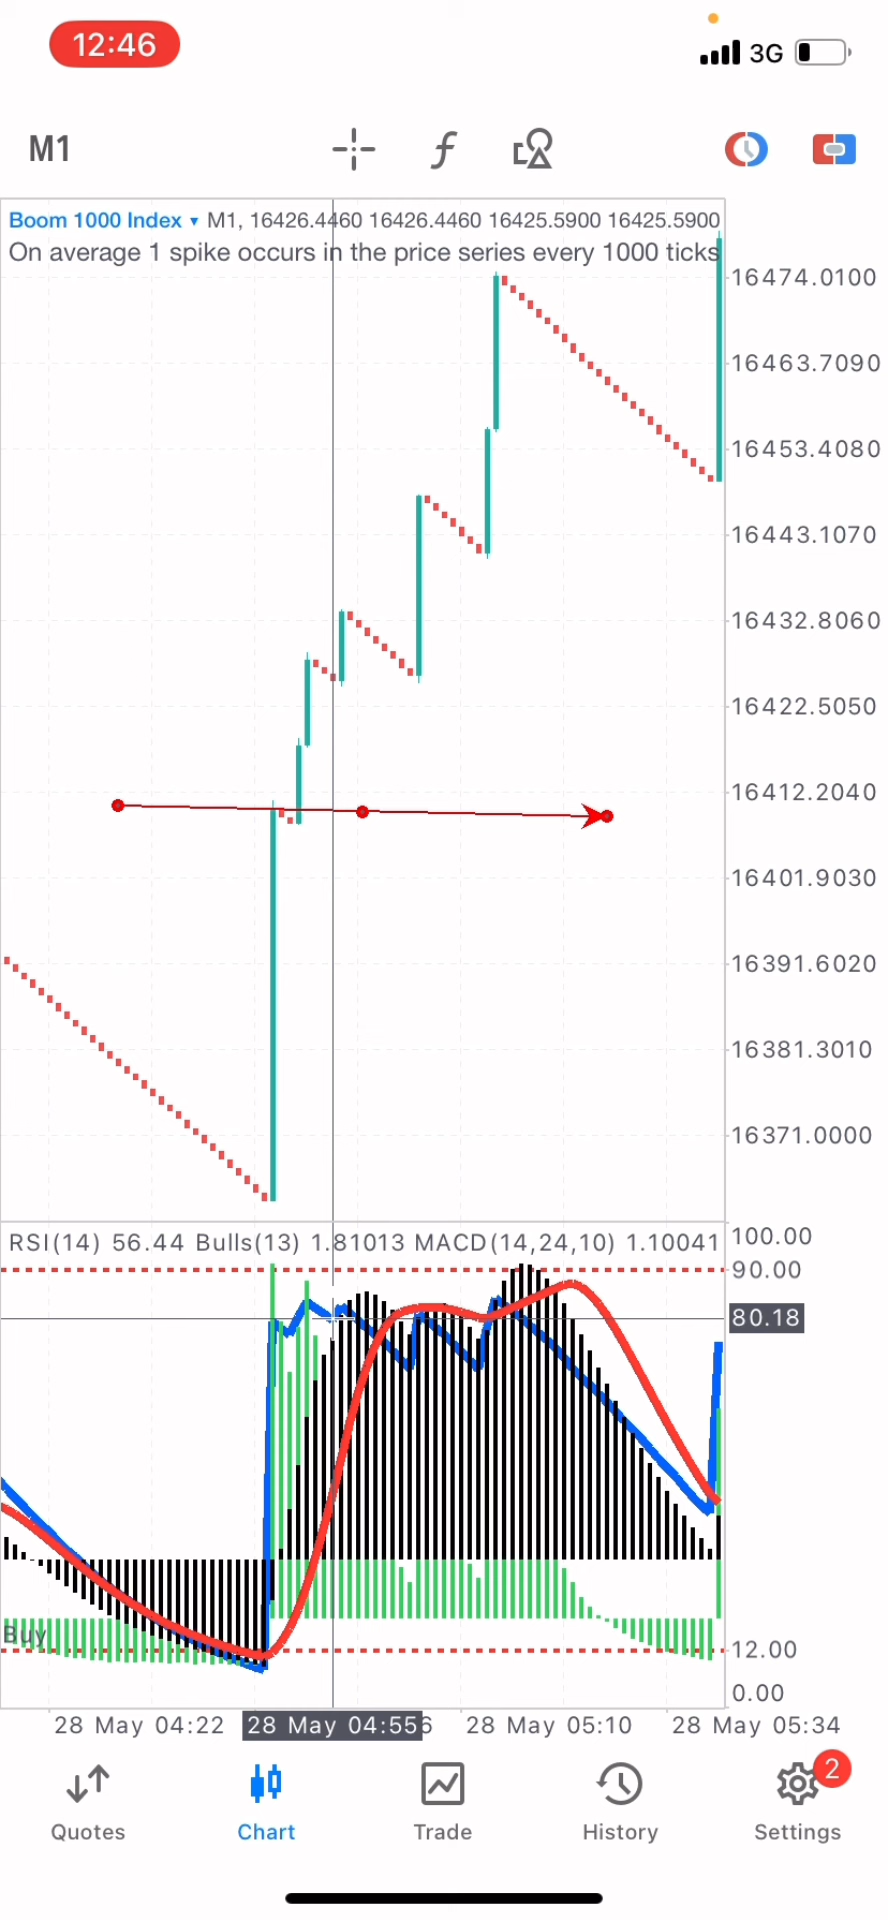 12:46
3G
M1
Boom 1000 Index ▾ M1, 16426.4460 16426.4460 16425.5900 16425.5900
On average 1 spike occurs in the price series every 1000 ticks
16474.0100
16463.7090
16453.4080
16443.1070
16432.8060
16422.5050
16412.2040
16401.9030
16391.6020
16381.3010
16371.0000
RSI(14) 56.44 Bulls(13) 1.81013 MACD(14,24,10) 1.10041
100.00
90.00
80.18
Buy
12.00
0.00
28 May 04:22 28 May 04:55 6 28 May 05:10 28 May 05:34
2
Quotes Chart Trade History Settings